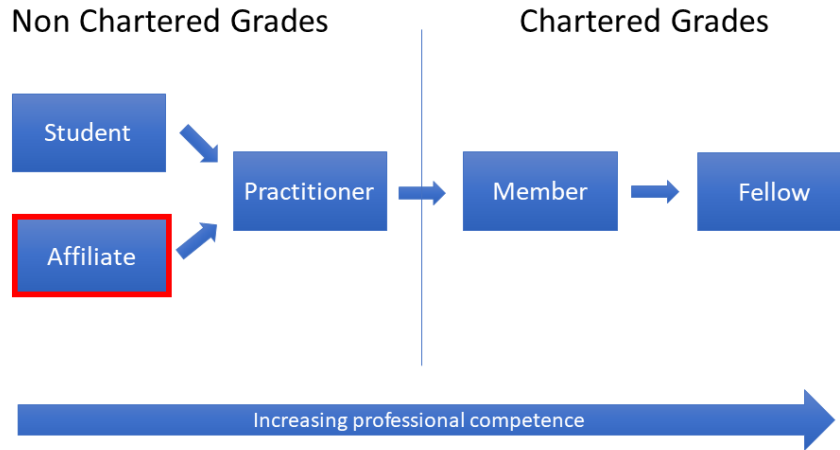 Non Chartered Grades
Chartered Grades
Student
Affiliate
Practitioner
Member
Fellow
Increasing professional competence